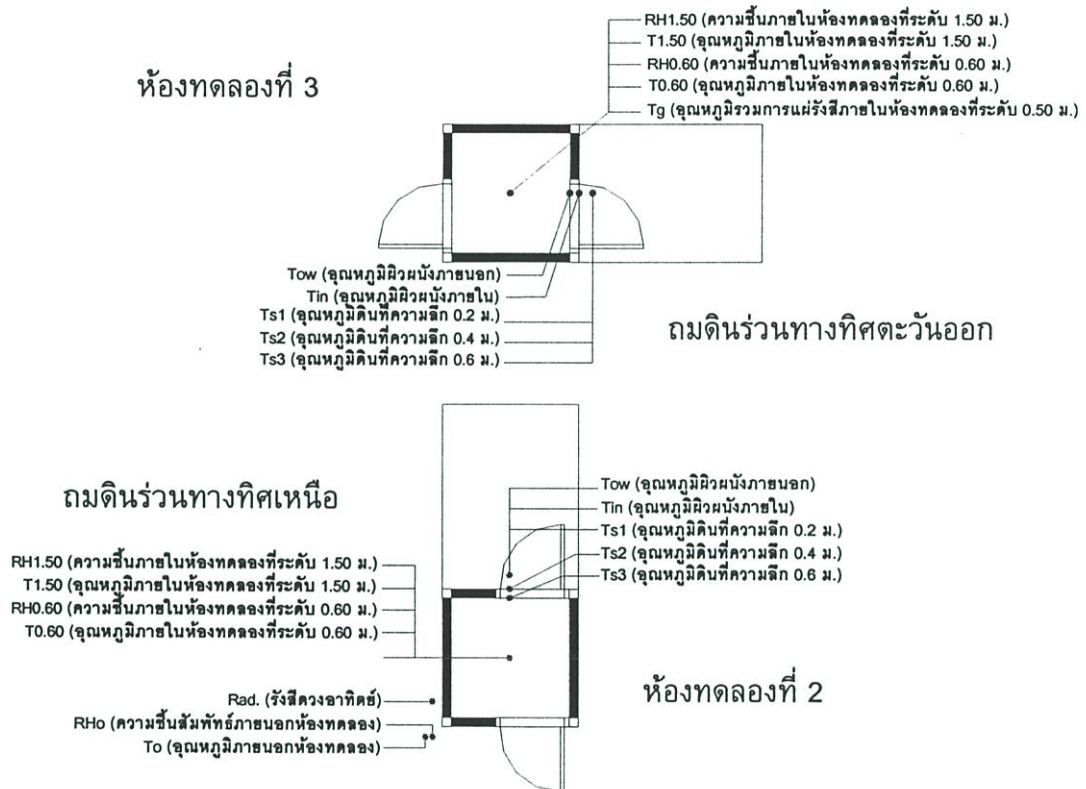 RH1.50 (ความชื้นภายในห้องทดลองที่ระดับ 1.50 ม.)
T1.50 (อุณหภูมิภายในห้องทดลองที่ระดับ 1.50 ม.)
RH0.60 (ความชื้นภายในห้องทดลองที่ระดับ 0.60 ม.)
T0.60 (อุณหภูมิภายในห้องทดลองที่ระดับ 0.60 ม.)
Tg (อุณหภูมิรวมการแผ่รังสีภายในห้องทดลองที่ระดับ 0.50 ม.)
ห้องทดลองที่ 3
Tow (อุณหภูมิผิวผนังภายนอก)
Tin (อุณหภูมิผิวผนังภายใน)
Ts1 (อุณหภูมิดินที่ความลึก 0.2 ม.)
Ts2 (อุณหภูมิดินที่ความลึก 0.4 ม.)
Ts3 (อุณหภูมิดินที่ความลึก 0.6 ม.)
ถมดินร่วนทางทิศตะวันออก
ถมดินร่วนทางทิศเหนือ
Tow (อุณหภูมิผิวผนังภายนอก)
Tin (อุณหภูมิผิวผนังภายใน)
Ts1 (อุณหภูมิดินที่ความลึก 0.2 ม.)
Ts2 (อุณหภูมิดินที่ความลึก 0.4 ม.)
Ts3 (อุณหภูมิดินที่ความลึก 0.6 ม.)
RH1.50 (ความชื้นภายในห้องทดลองที่ระดับ 1.50 ม.)
T1.50 (อุณหภูมิภายในห้องทดลองที่ระดับ 1.50 ม.)
RH0.60 (ความชื้นภายในห้องทดลองที่ระดับ 0.60 ม.)
T0.60 (อุณหภูมิภายในห้องทดลองที่ระดับ 0.60 ม.)
ห้องทดลองที่ 2
Rad. (รังสีดวงอาทิตย์)
RHo (ความชื้นสัมพัทธ์ภายนอกห้องทดลอง)
To (อุณหภูมิภายนอกห้องทดลอง)